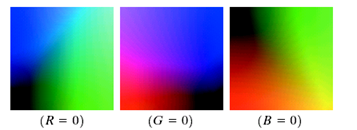 (R = 0) (G = 0) (B = 0)